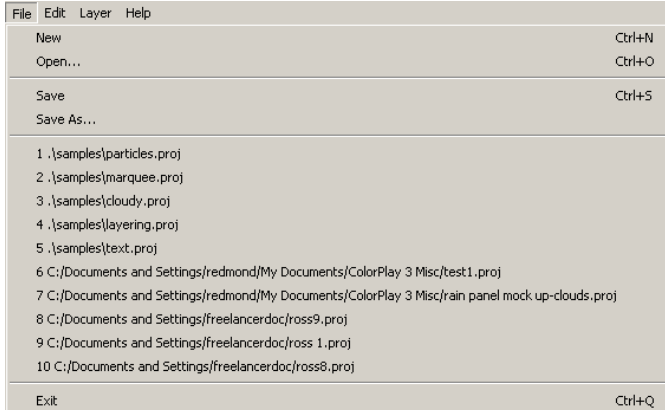 File Edit Layer Help
New Ctrl+N
Open... Ctrl+O
Save Ctrl+S
Save As...
1 .\samples\particles.proj
2 .\samples\marquee.proj
3 .\samples\cloudy.proj
4 .\samples\layering.proj
5 .\samples\text.proj
6 C:/Documents and Settings/redmond/My Documents/ColorPlay 3 Misc/test1.proj
7 C:/Documents and Settings/redmond/My Documents/ColorPlay 3 Misc/rain panel mock up-clouds.proj
8 C:/Documents and Settings/freelancerdoc/ross9.proj
9 C:/Documents and Settings/freelancerdoc/ross 1.proj
10 C:/Documents and Settings/freelancerdoc/ross8.proj
Exit Ctrl+Q